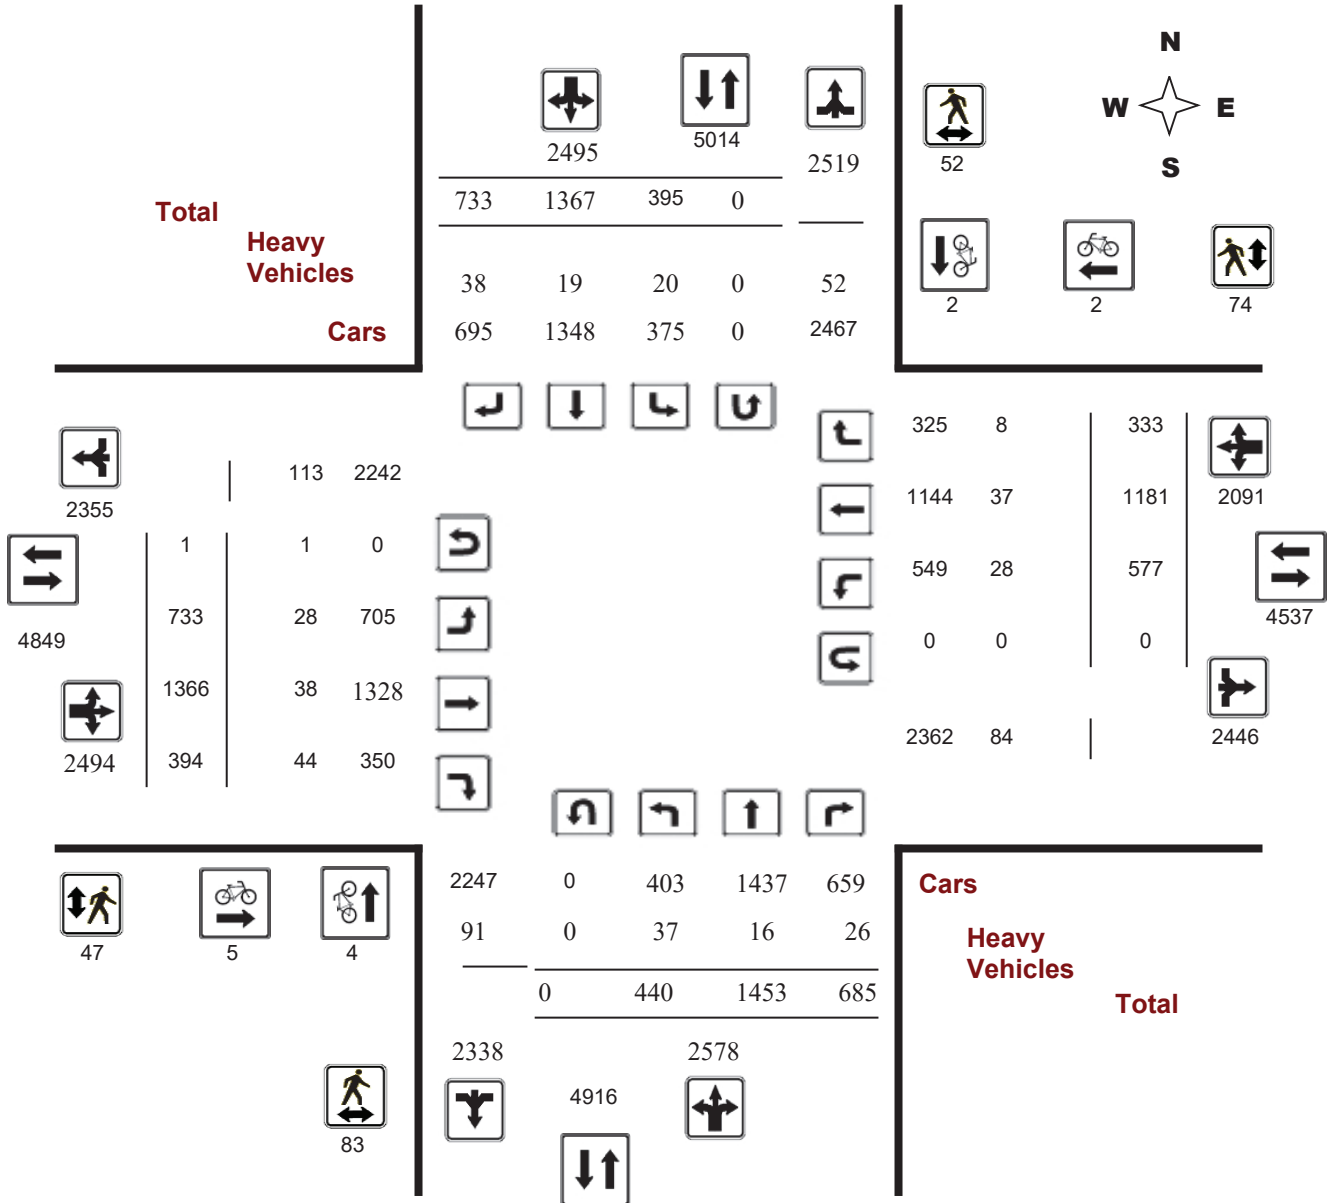 N
W E
S
2495 5014 2519 52
733 1367 395 0
Total
Heavy
Vehicles
38 19 20 0 52
2 2 74
Cars 695 1348 375 0 2467
325 8 333
113 2242
1144 37 1181 2091
2355
1 1 0
549 28 577
733 28 705
4537
4849
0 0 0
1366 38 1328
2362 84 2446
2494 394 44 350
2247 0 403 1437 659 Cars
91 0 37 16 26 Heavy
Vehicles
47 5 4
0 440 1453 685 Total
2338 2578
4916
83